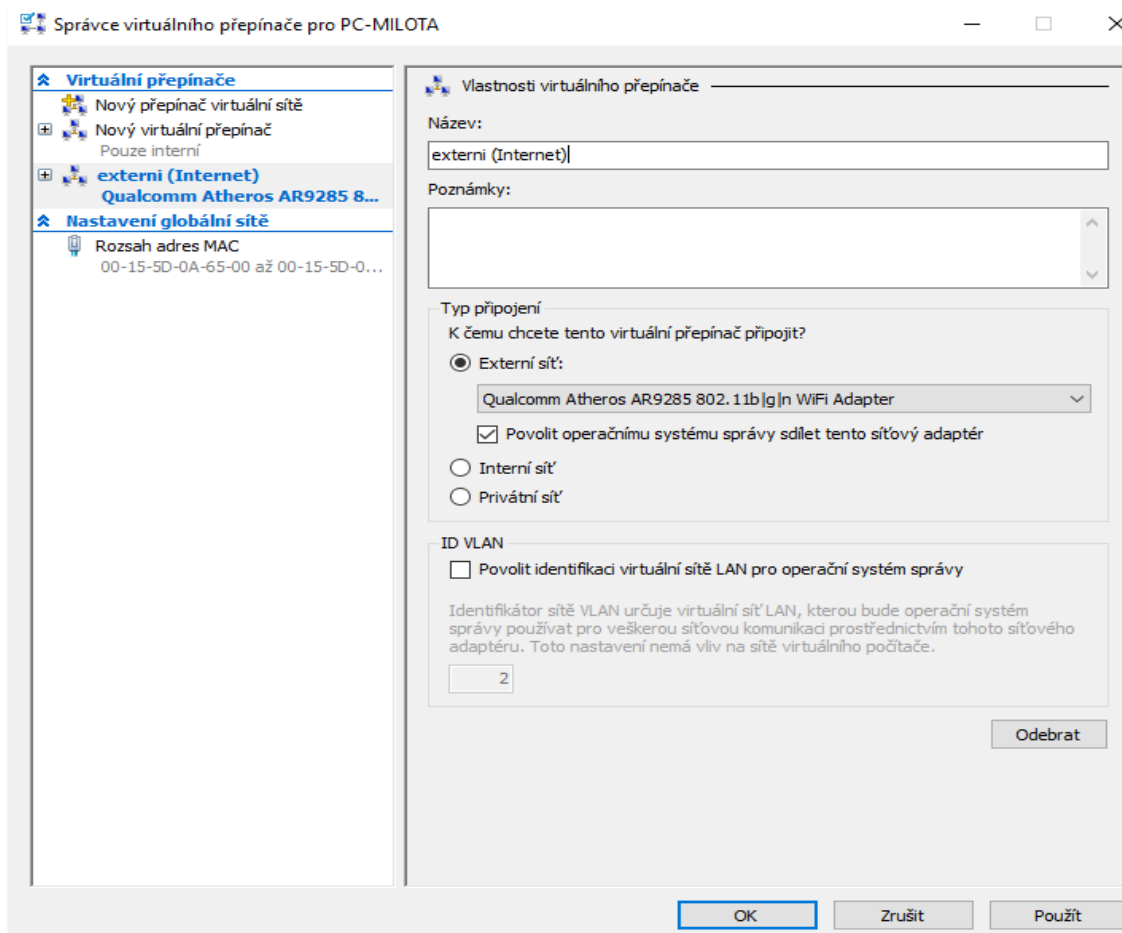 Správce virtuálního přepínače pro PC-MILOTA
Virtuální přepínače
Nový přepínač virtuální sítě
Nový virtuální přepínač
Pouze interní
externi (Internet)
Qualcomm Atheros AR9285 8...
Nastavení globální sítě
Rozsah adres MAC
00-15-5D-0A-65-00 až 00-15-5D-0...
Vlastnosti virtuálního přepínače
Název:
externi (Internet)
Poznámky:
Typ připojení
K čemu chcete tento virtuální přepínač připojit?
Externí síť:
Qualcomm Atheros AR9285 802.11b|g|n WiFi Adapter
Povolit operačnímu systému správy sdílet tento síťový adaptér
Interní síť
Privátní síť
ID VLAN
Povolit identifikaci virtuální sítě LAN pro operační systém správy
Identifikátor sítě VLAN určuje virtuální síť LAN, kterou bude operační systém
správy používat pro veškerou síťovou komunikaci prostřednictvím tohoto síťového
adaptéru. Toto nastavení nemá vliv na sítě virtuálního počítače.
2
Odebrat
OK
Zrušit
Použít